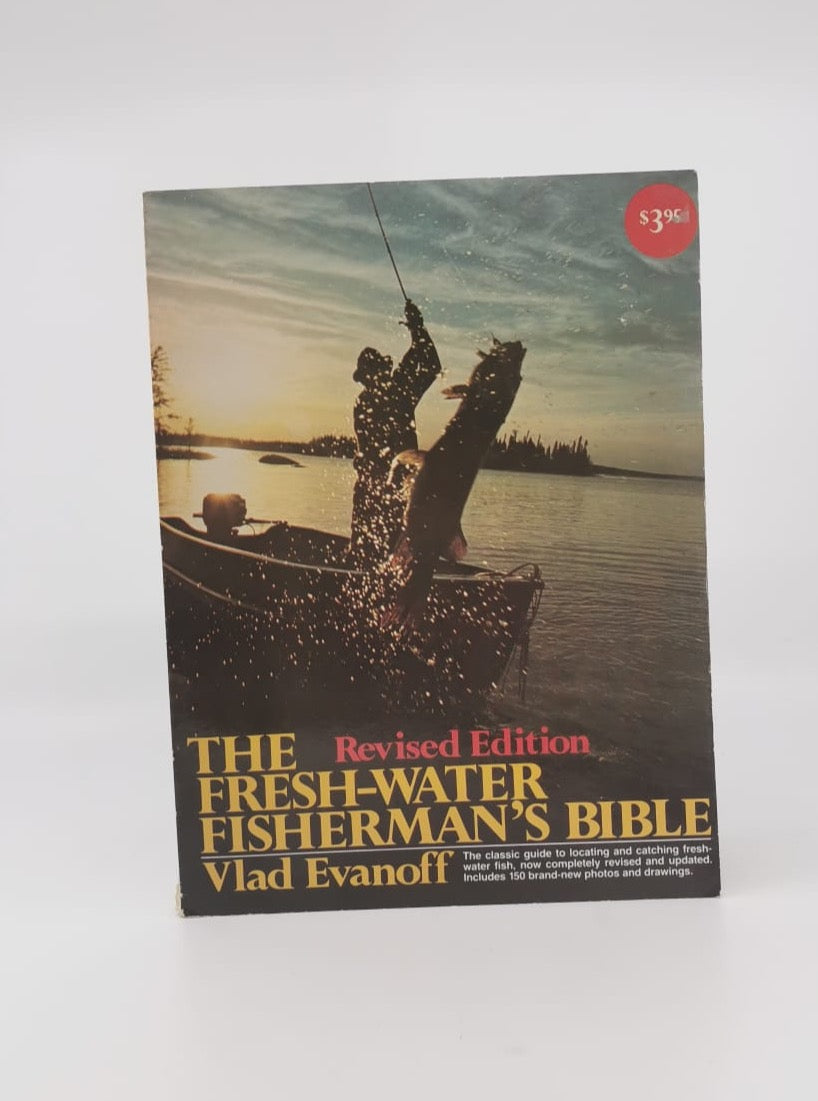 $3.95
THE Revised Edition
FRESH-WATER
FISHERMAN'S BIBLE
Vlad Evanoff
The classic guide to locating and catching fresh-
water fish, now completely revised and updated.
Includes 150 brand-new photos and drawings.